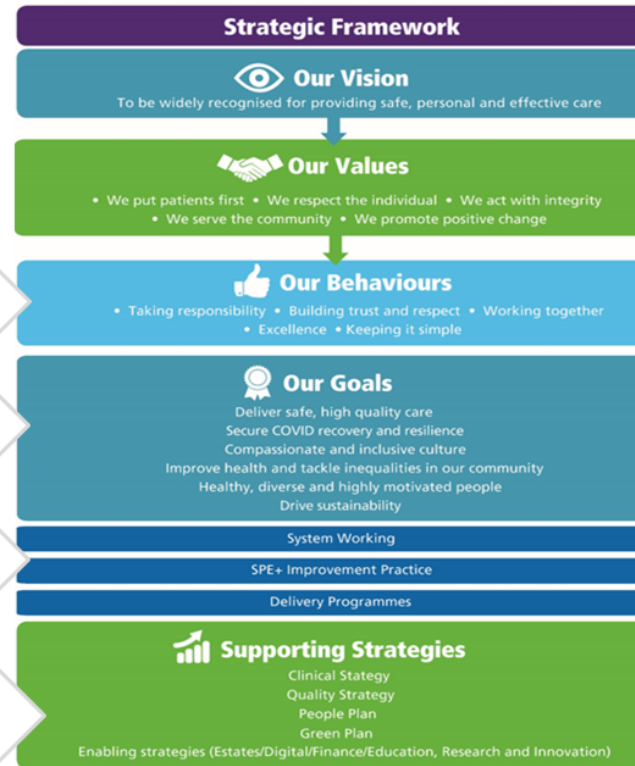 Strategic Framework
Our Vision
To be widely recognised for providing safe, personal and effective care
Our Values
• We put patients first • We respect the individual • We act with integrity
• We serve the community • We promote positive change
Our Behaviours
• Taking responsibility • Building trust and respect • Working together
• Excellence • Keeping it simple
Our Goals
Deliver safe, high quality care
Secure COVID recovery and resilience
Compassionate and inclusive culture
Improve health and tackle inequalities in our community
Healthy, diverse and highly motivated people
Drive sustainability
System Working
SPE+ Improvement Practice
Delivery Programmes
Supporting Strategies
Clinical Stategy
Quality Strategy
People Plan
Green Plan
Enabling strategies (Estates/Digital/Finance/Education, Research and Innovation)